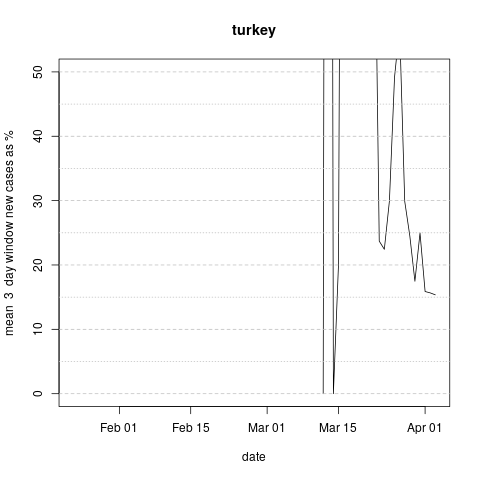 turkey
mean 3 day window new cases as %
50
40
30
20
10
0
Feb 01
Feb 15
Mar 01
Mar 15
Apr 01
date